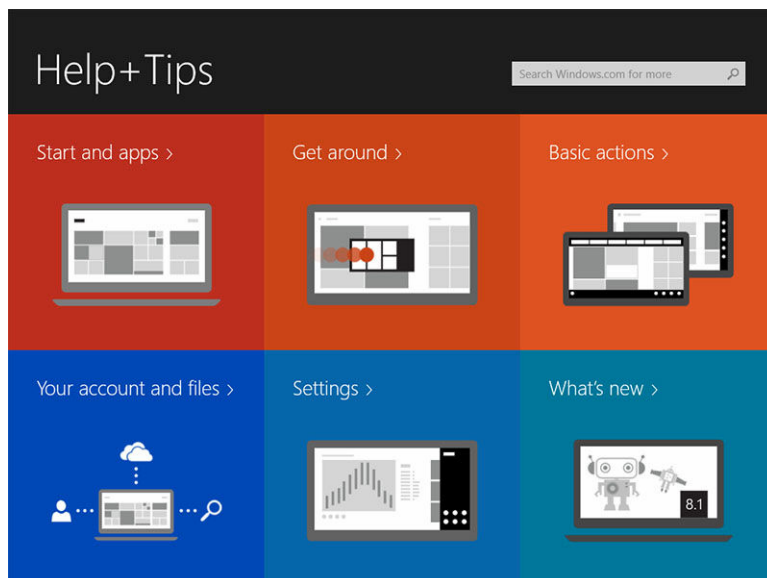 Help+Tips
Search Windows.com for more
Start and apps >
Get around >
Basic actions >
Your account and files >
Settings >
What's new >
8.1